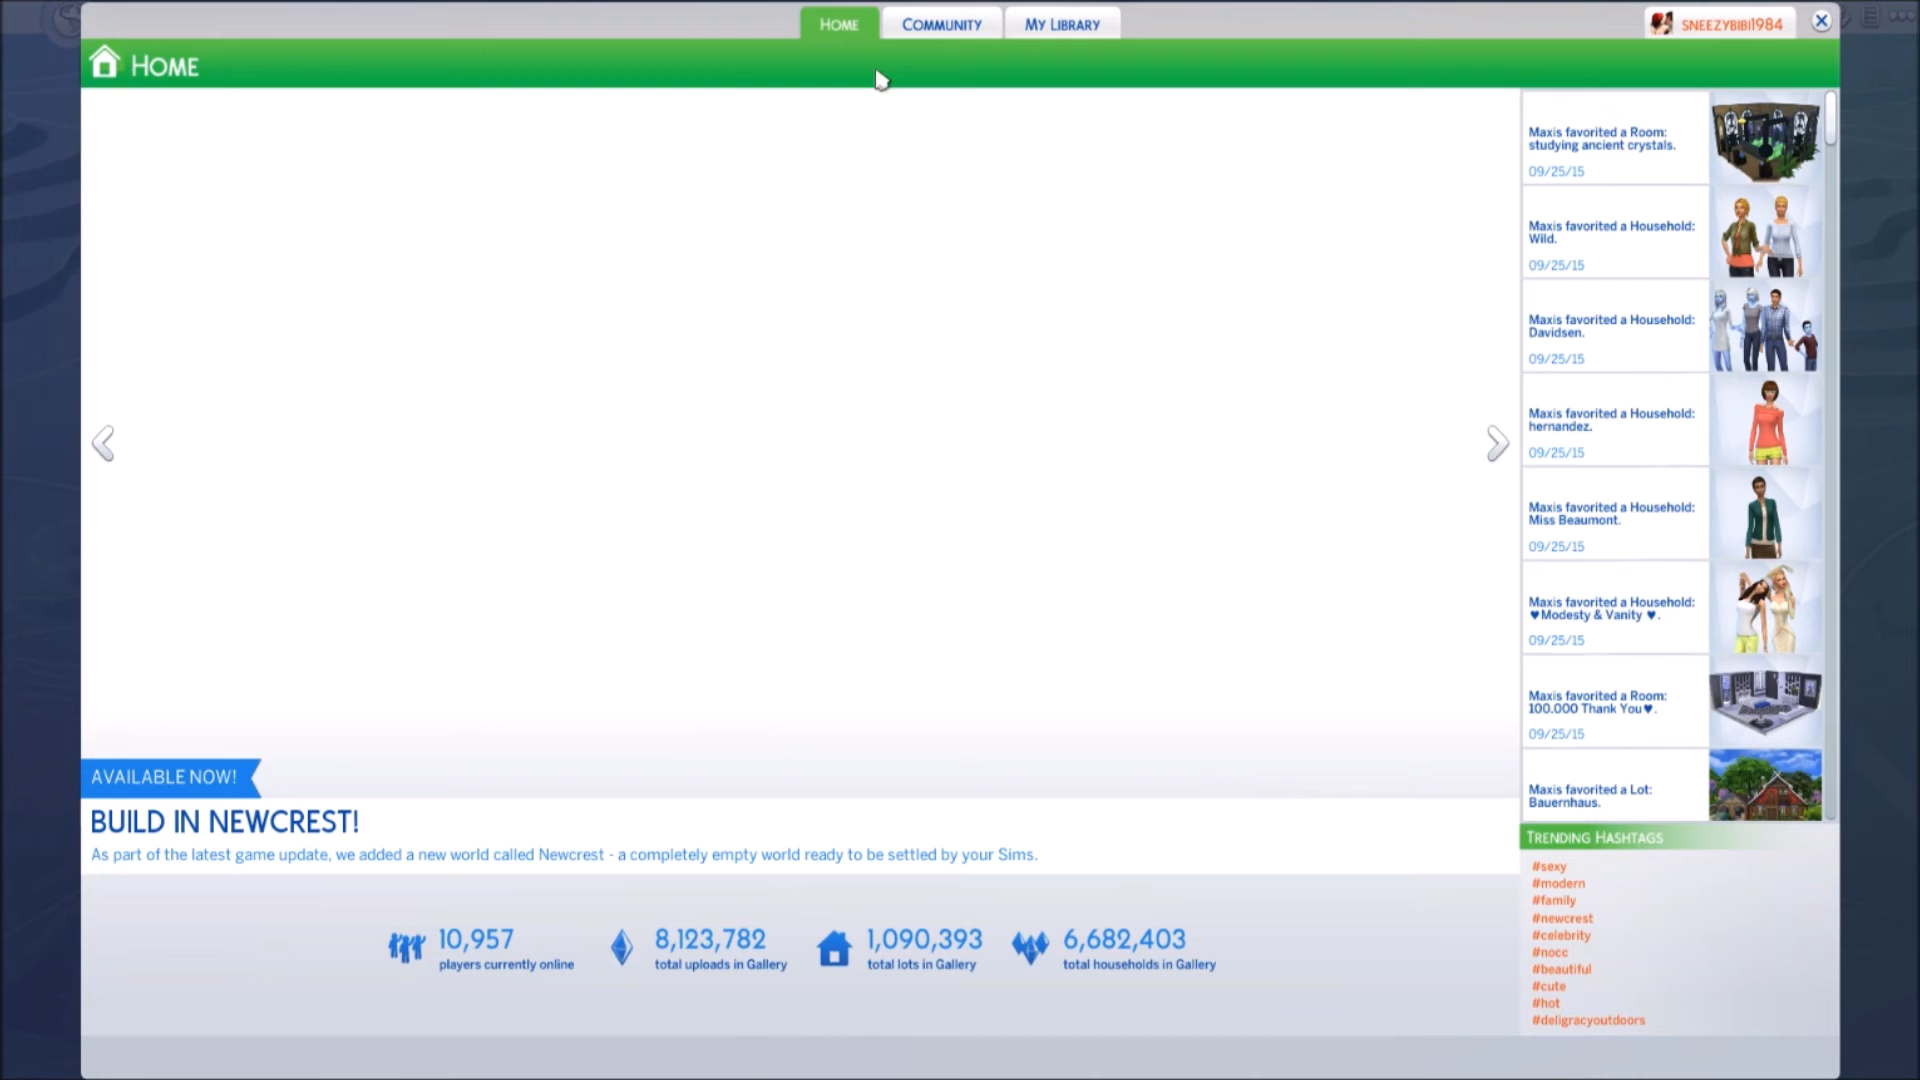 HOME
COMMUNITY
MY LIBRARY
SNEEZYBIBI1984
HOME
Maxis favorited a Room:
studying ancient crystals.
09/25/15
Maxis favorited a Household:
Wild.
09/25/15
Maxis favorited a Household:
Davidsen.
09/25/15
Maxis favorited a Household:
hernandez.
09/25/15
Maxis favorited a Household:
Miss Beaumont.
09/25/15
Maxis favorited a Household:
♥Modesty & Vanity ♥.
09/25/15
Maxis favorited a Room:
100.000 Thank You♥.
09/25/15
Maxis favorited a Lot:
Bauernhaus.
AVAILABLE NOW!
BUILD IN NEWCREST!
As part of the latest game update, we added a new world called Newcrest - a completely empty world ready to be settled by your Sims.
10,957
players currently online
8,123,782
total uploads in Gallery
1,090,393
total lots in Gallery
6,682,403
total households in Gallery
TRENDING HASHTAGS
#sexy
#modern
#family
#newcrest
#celebrity
#nocc
#beautiful
#cute
#hot
#deligracyoutdoors